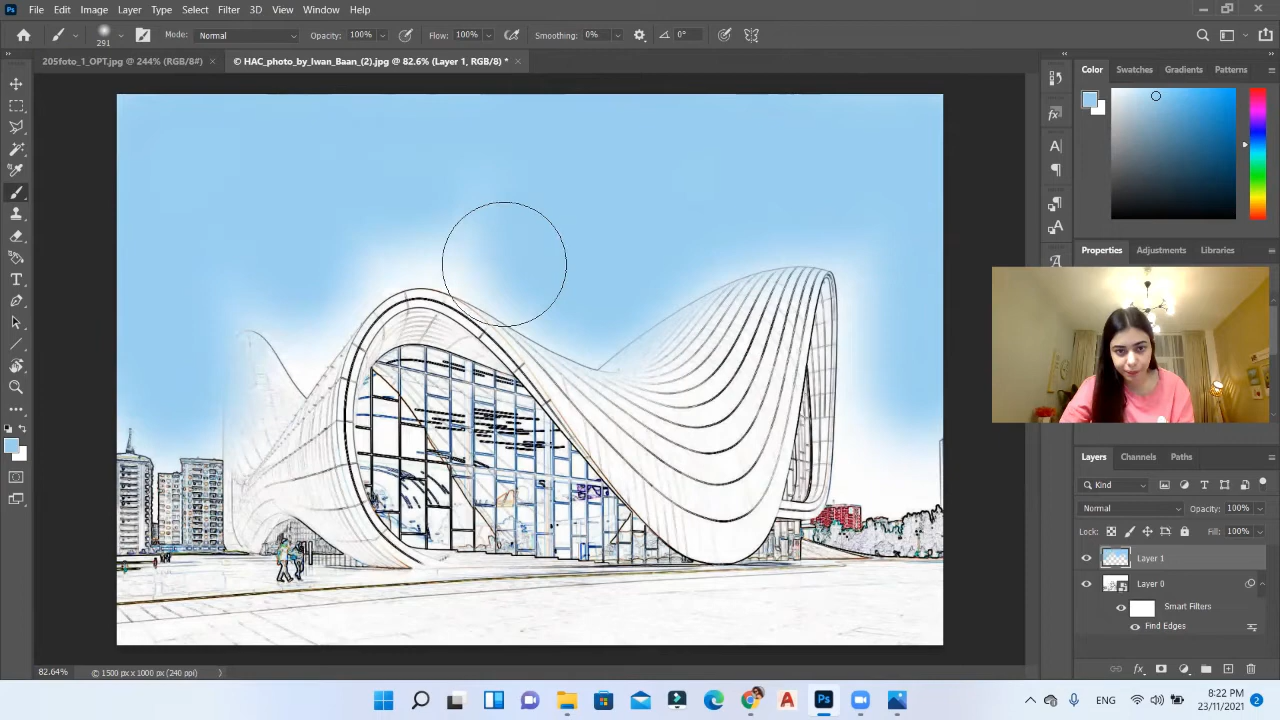 Ps File Edit Image Layer Type Select Filter 3D View Window Help
291 Mode: Normal Opacity: 100% Flow: 100% Smoothing: 0% 0°
205foto_1_OPT.jpg @ 244% (RGB/8#) × © HAC_photo_by_Iwan_Baan_(2).jpg @ 82.6% (Layer 1, RGB/8) * ×
Color Swatches Gradients Patterns
Properties Adjustments Libraries
Layers Channels Paths
Kind
Normal Opacity: 100%
Lock: Fill: 100%
Layer 1
Layer 0
Smart Filters
Find Edges
82.64% © 1500 px x 1000 px (240 ppi)
ENG 8:22 PM
23/11/2021 2